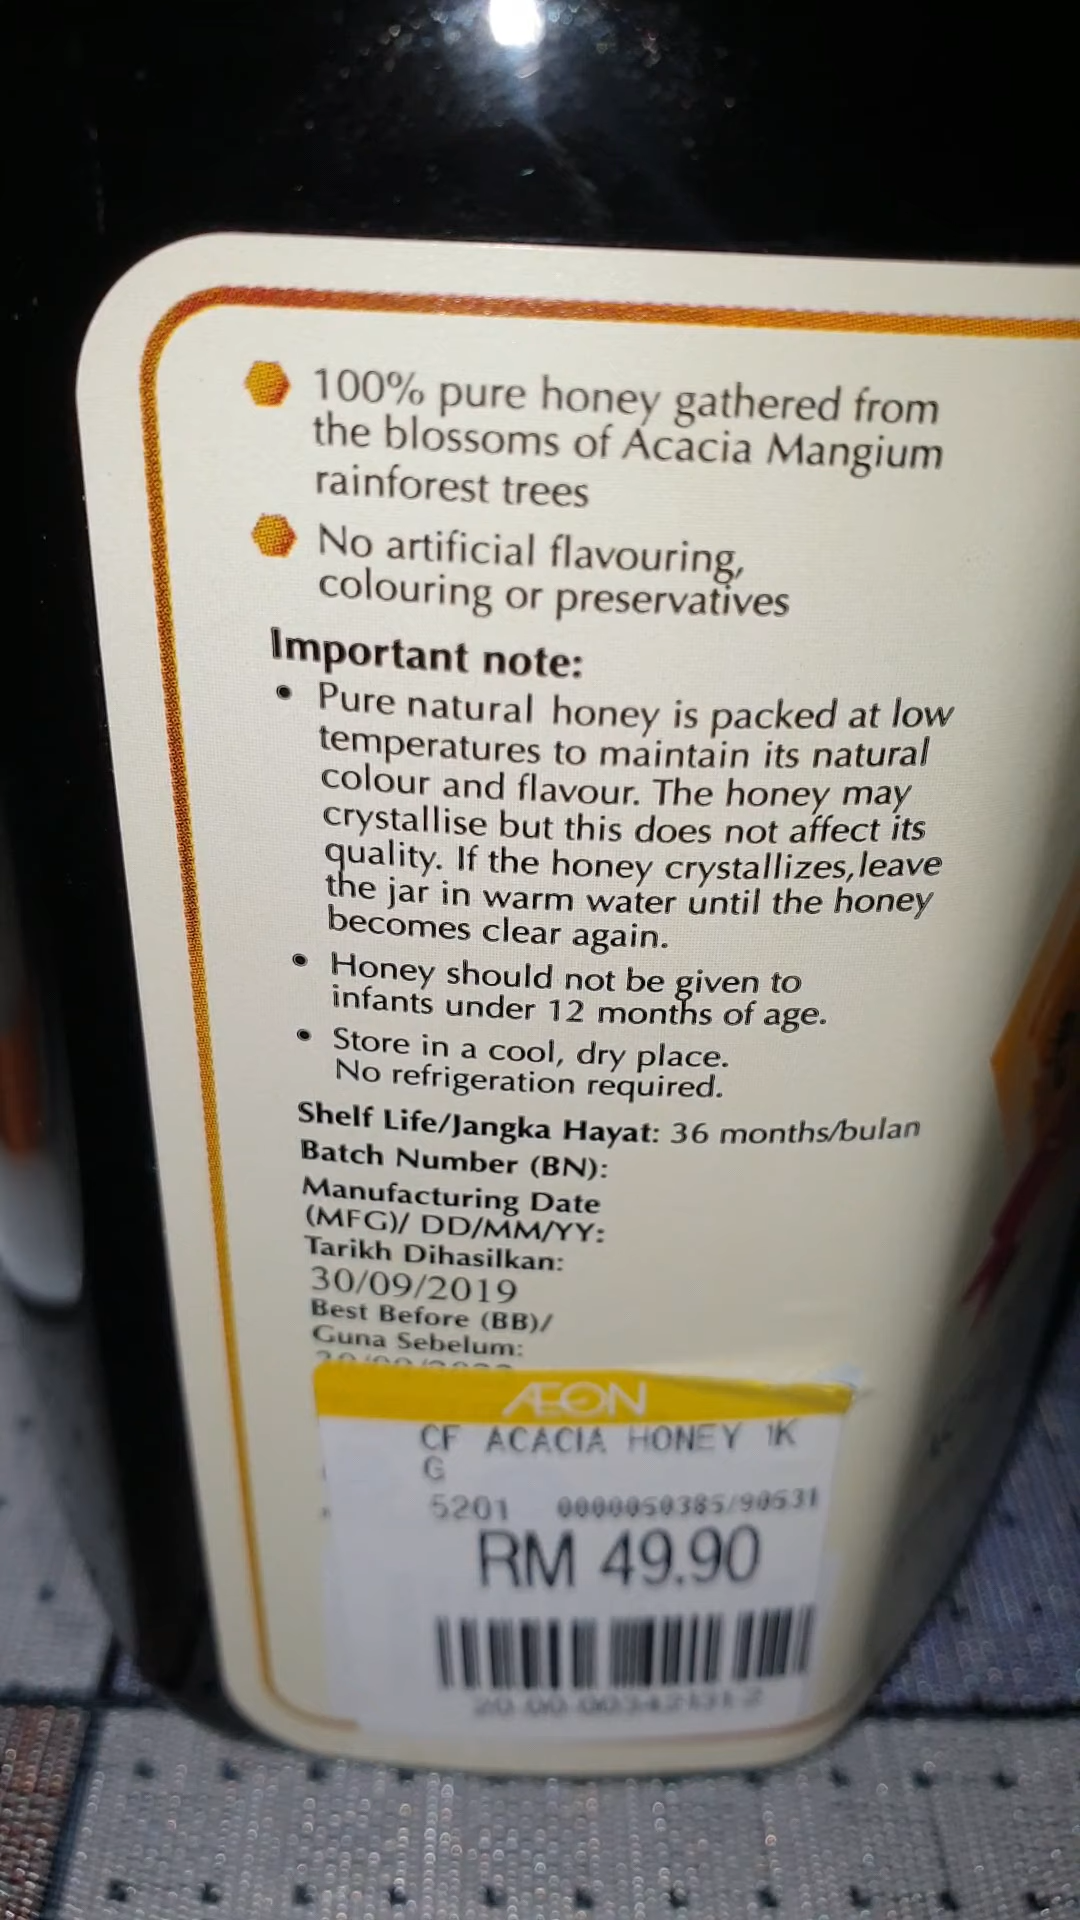 100% pure honey gathered from
the blossoms of Acacia Mangium
rainforest trees
No artificial flavouring,
colouring or preservatives
Important note:
• Pure natural honey is packed at low
temperatures to maintain its natural
colour and flavour. The honey may
crystallise but this does not affect its
quality. If the honey crystallizes,leave
the jar in warm water until the honey
becomes clear again.
• Honey should not be given to
infants under 12 months of age.
• Store in a cool, dry place.
No refrigeration required.
Shelf Life/Jangka Hayat: 36 months/bulan
Batch Number (BN):
Manufacturing Date
(MFG)/ DD/MM/YY:
Tarikh Dihasilkan:
30/09/2019
Best Before (BB)/
Guna Sebelum:
ÆON
CF ACACIA HONEY 1K
G
5201 0000050385/90531
RM 49.90